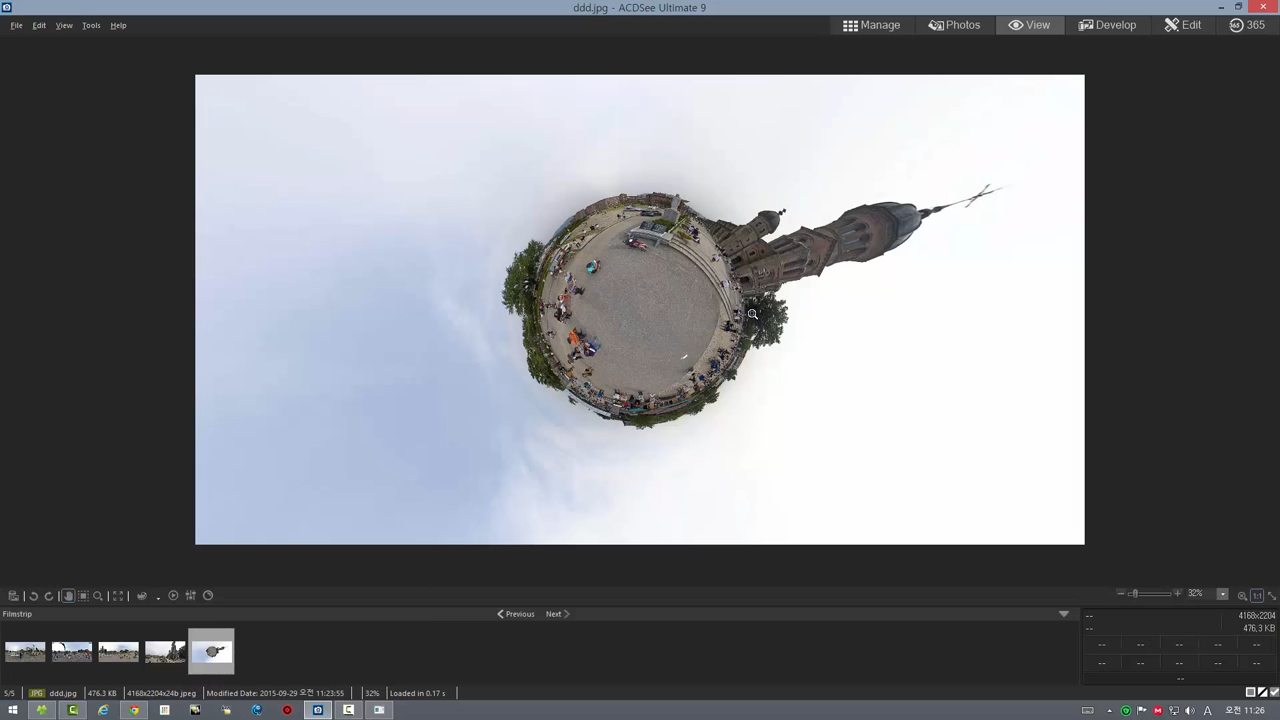 ddd.jpg - ACDSee Ultimate 9
File Edit View Tools Help
Manage Photos View Develop Edit 365
32%
1:1
Filmstrip
Previous Next
--
4168x2204
--
476,3 KB
-- -- -- -- --
-- -- -- -- --
--
5/5 JPG ddd.jpg 476.3 KB 4168x2204x24b jpeg Modified Date: 2015-09-29 오전 11:23:55 32% Loaded in 0.17 s
A 오전 11:26